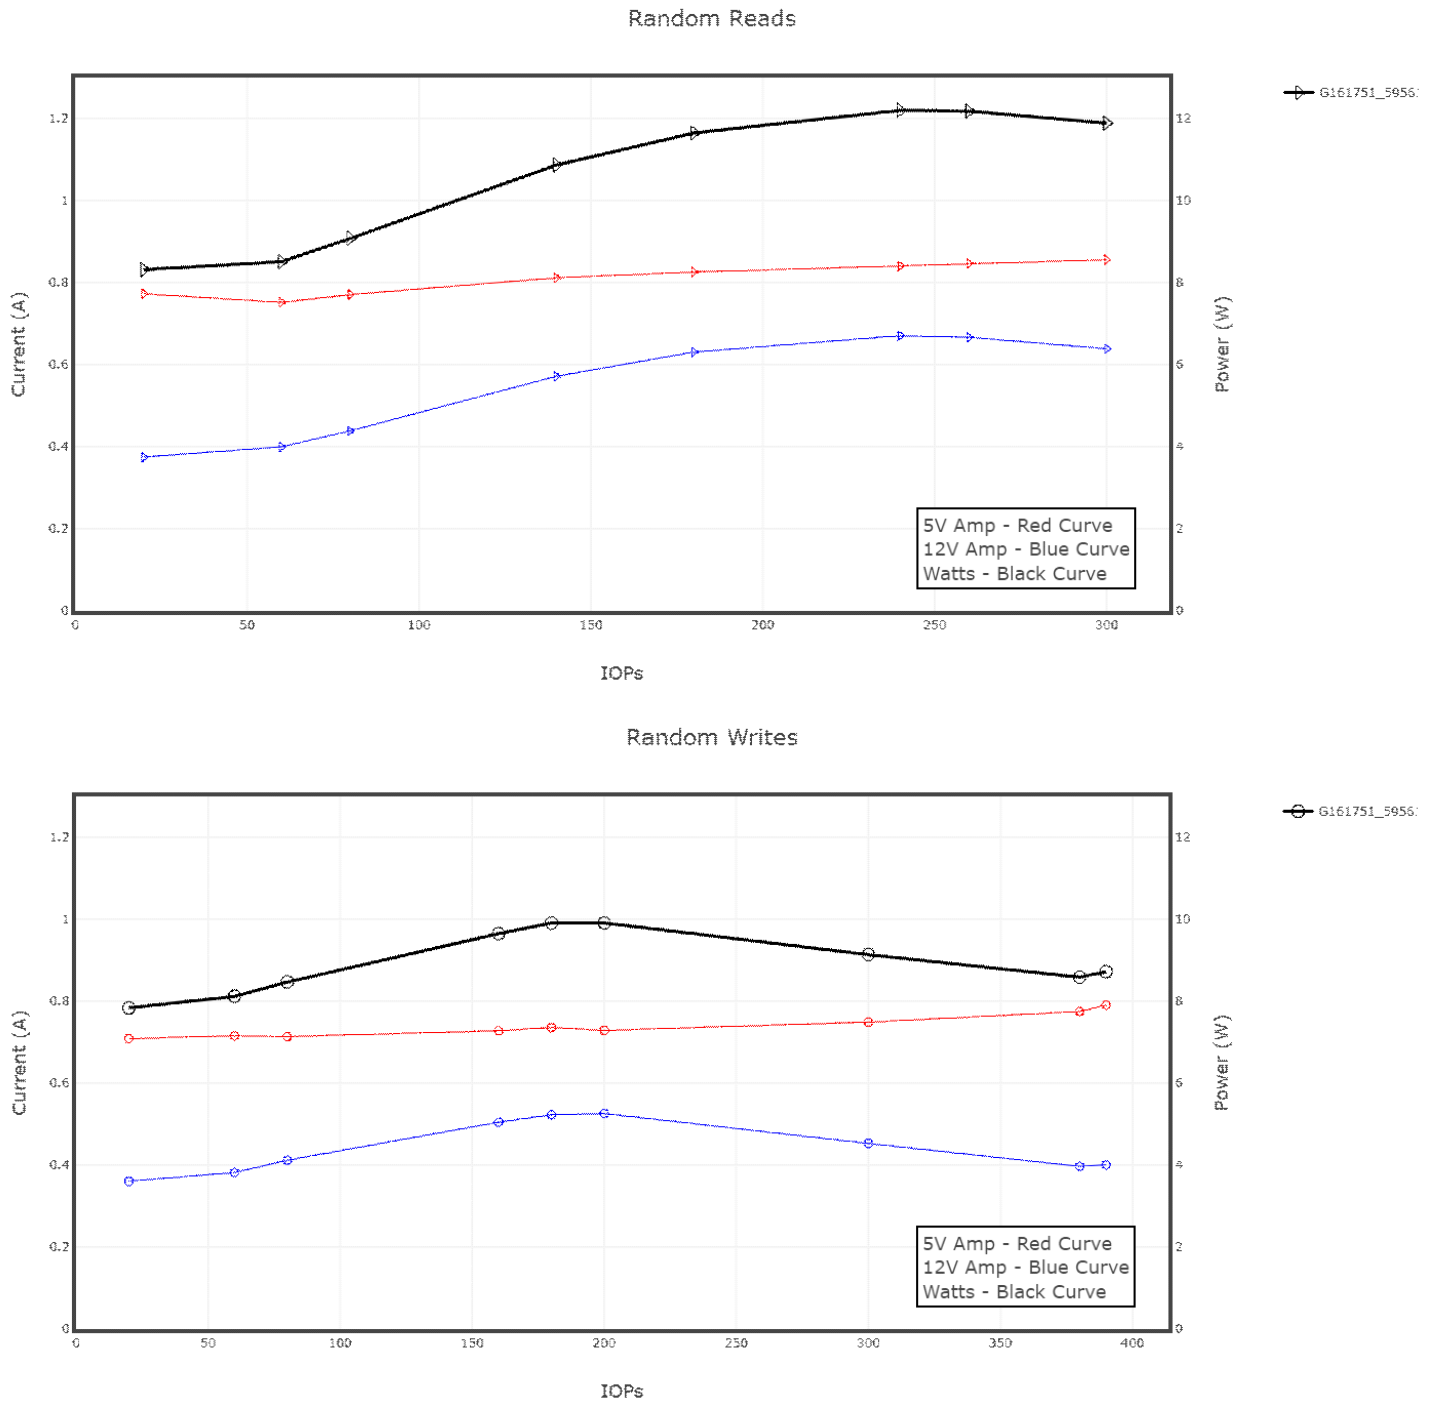 Random Reads
G161751_5956
1.2
12
1
10
0.8
8
0.6
6
0.4
4
0.2
2
0
0
Current (A)
Power (W)
5V Amp - Red Curve
12V Amp - Blue Curve
Watts - Black Curve
0 50 100 150 200 250 300
IOPs
Random Writes
G161751_5956
1.2
12
1
10
0.8
8
0.6
6
0.4
4
0.2
2
0
0
Current (A)
Power (W)
5V Amp - Red Curve
12V Amp - Blue Curve
Watts - Black Curve
0 50 100 150 200 250 300 350 400
IOPs